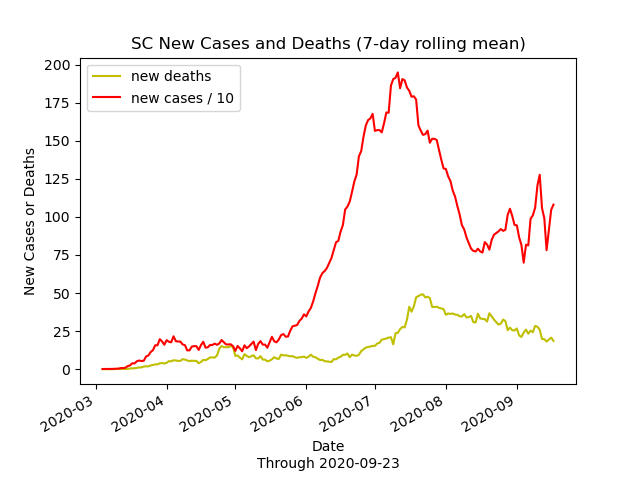 SC New Cases and Deaths (7-day rolling mean)
new deaths
new cases / 10
200
175
150
125
100
75
50
25
0
New Cases or Deaths
2020-03
2020-04
2020-05
2020-06
2020-07
2020-08
2020-09
Date
Through 2020-09-23